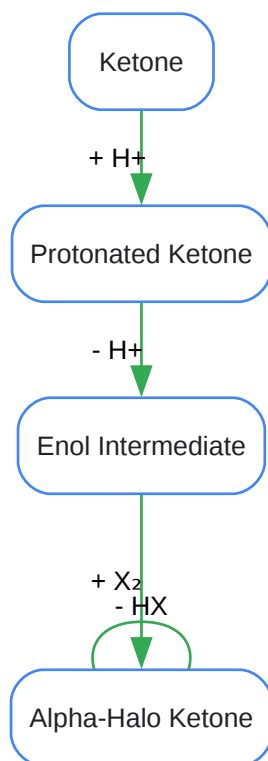 Ketone
+ H+
Protonated Ketone
- H+
Enol Intermediate
+ X₂
- HX
Alpha-Halo Ketone